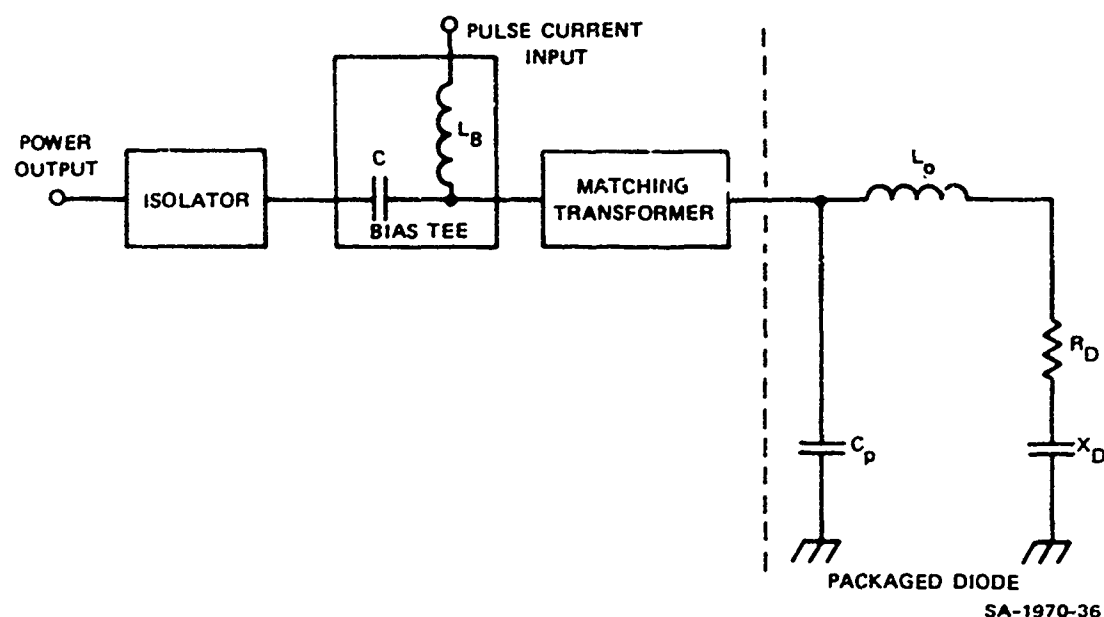 PULSE CURRENT
INPUT
POWER
OUTPUT
ISOLATOR
C
L_B
BIAS TEE
MATCHING
TRANSFORMER
L_o
R_D
C_p
X_D
PACKAGED DIODE
SA-1970-36